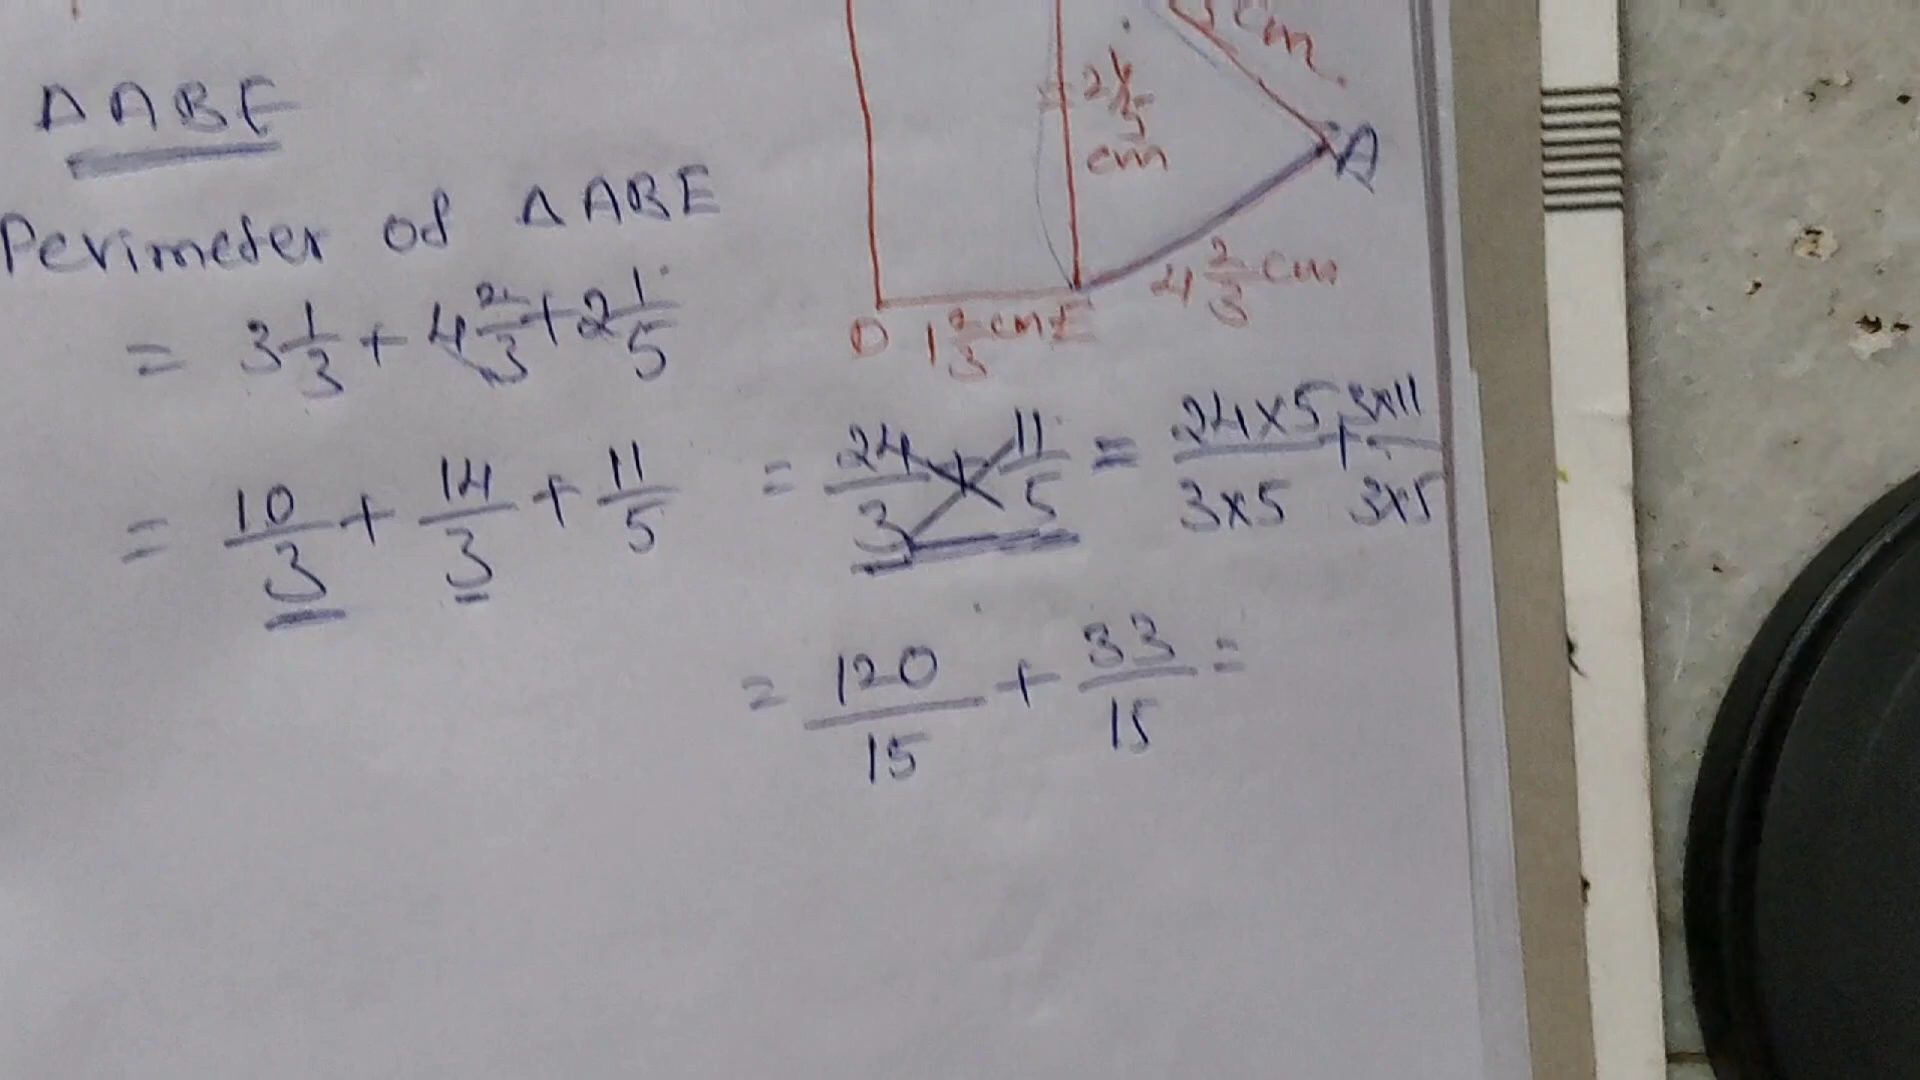 cm.
2 1/5
cm
A
4 2/3 cm
D 1 2/3 cm E
Δ ABE
Perimeter of Δ ABE
= 3 1/3 + 4 2/3 + 2 1/5
= 10/3 + 14/3 + 11/5
= 24/3 + 11/5 = 24×5/3×5 + 3×11/3×5
= 120/15 + 33/15 =